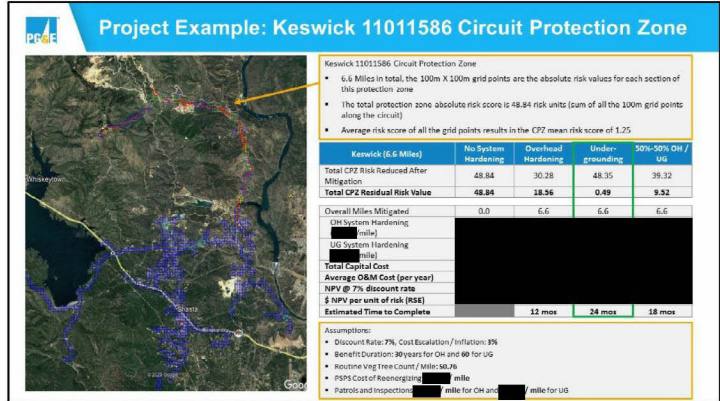 PG&E
Project Example: Keswick 11011586 Circuit Protection Zone
Keswick 11011586 Circuit Protection Zone
▪ 6.6 Miles in total, the 100m X 100m grid points are the absolute risk values for each section of
this protection zone
▪ The total protection zone absolute risk score is 48.84 risk units (sum of all the 100m grid points
along the circuit)
▪ Average risk score of all the grid points results in the CPZ mean risk score of 1.25
Keswick (6.6 Miles) No System Hardening Overhead Hardening Under-grounding 50%-50% OH / UG
Total CPZ Risk Reduced After Mitigation 48.84 30.28 48.35 39.32
Total CPZ Residual Risk Value 48.84 18.56 0.49 9.52
Overall Miles Mitigated 0.0 6.6 6.6 6.6
OH System Hardening
/mile)
UG System Hardening
mile)
Total Capital Cost
Average O&M Cost (per year)
NPV @ 7% discount rate
$ NPV per unit of risk (RSE)
Estimated Time to Complete 12 mos 24 mos 18 mos
Assumptions:
▪ Discount Rate: 7%, Cost Escalation / Inflation: 3%
▪ Benefit Duration: 30 years for OH and 60 for UG
▪ Routine Veg Tree Count / Mile: 50.76
▪ PSPS Cost of Reenergizing / mile
▪ Patrols and Inspections / mile for OH and / mile for UG
Whiskeytown
Shasta
© 2020 Google
Goog